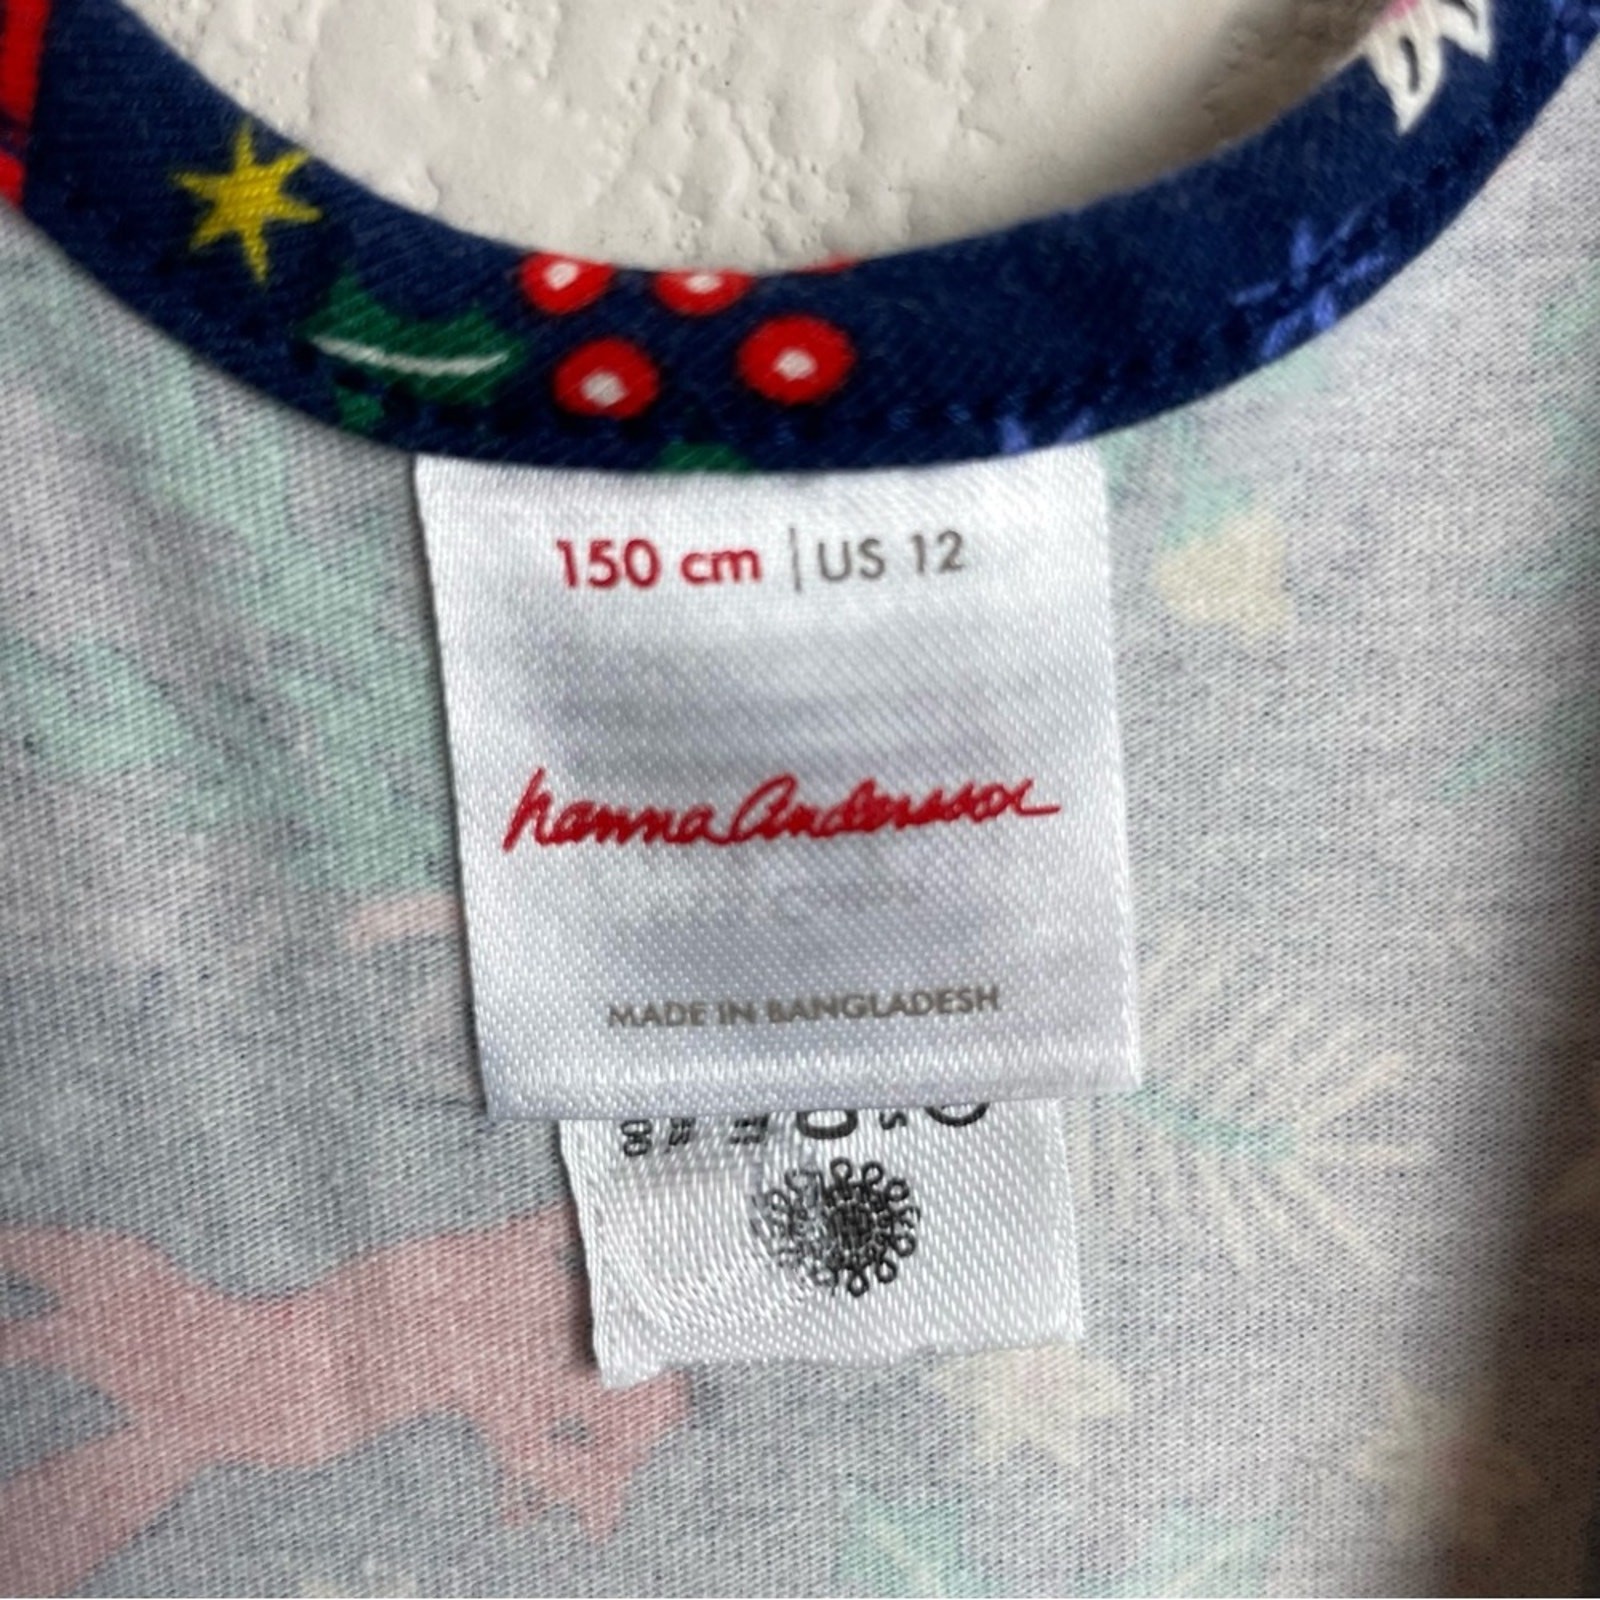 150 cm | US 12
hanna Andersson
MADE IN BANGLADESH